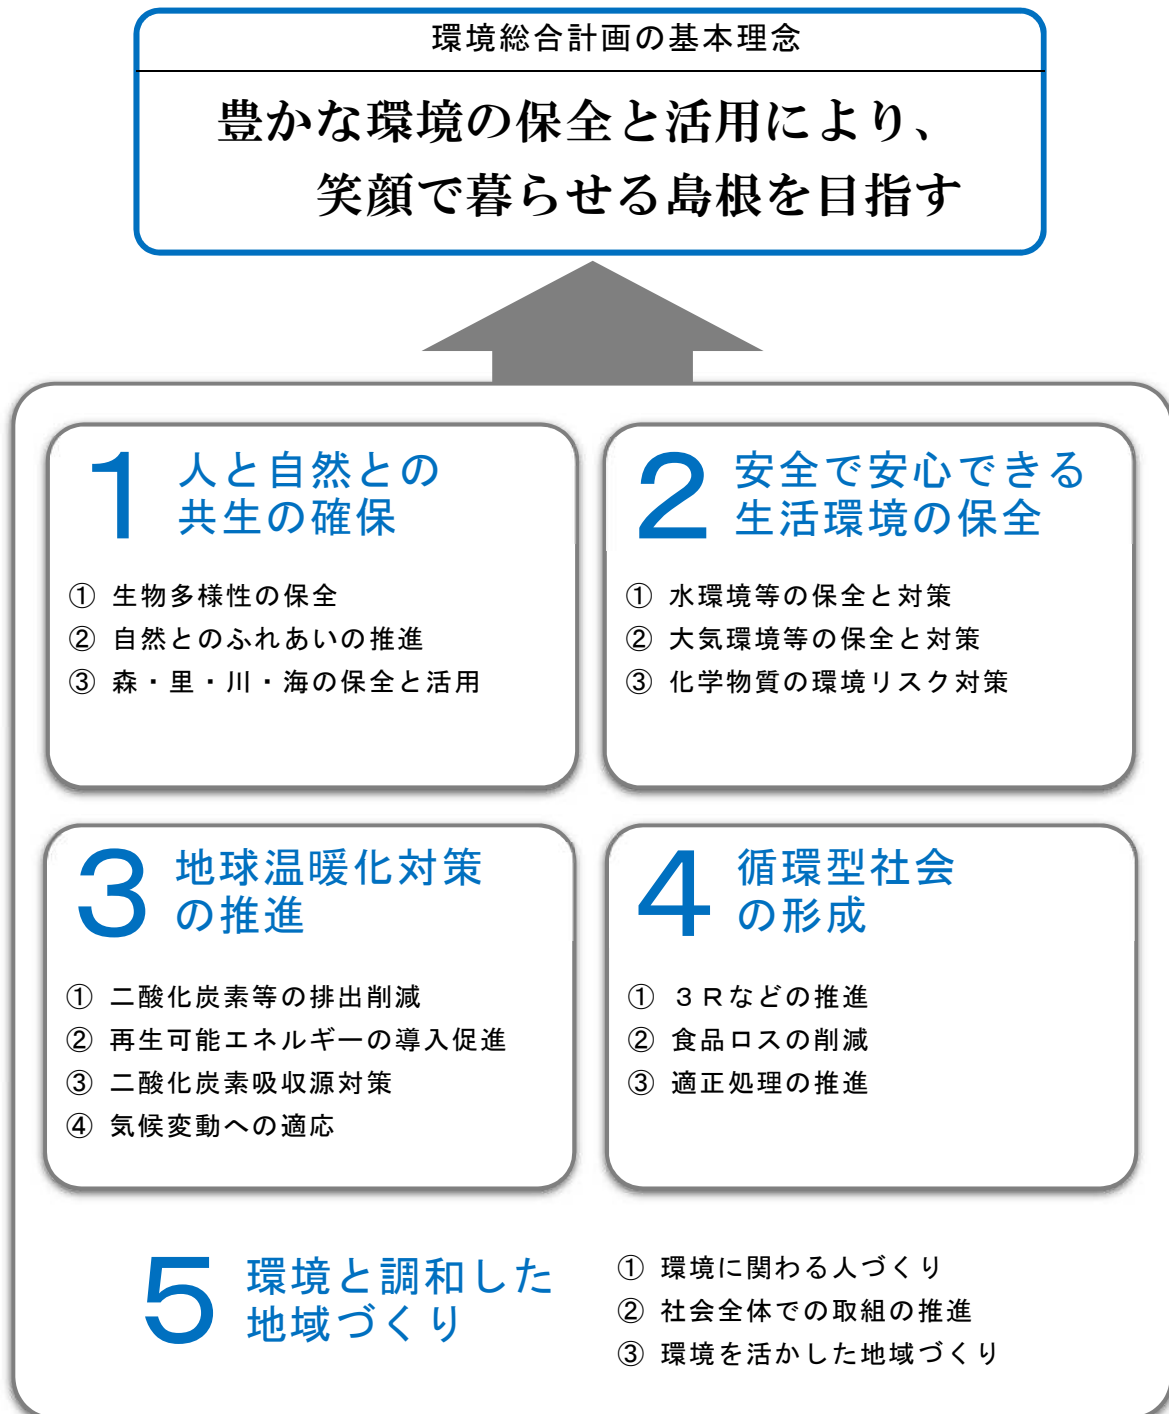 環境総合計画の基本理念
豊かな環境の保全と活用により、
笑顔で暮らせる島根を目指す
1
人と自然との
共生の確保
① 生物多様性の保全
② 自然とのふれあいの推進
③ 森・里・川・海の保全と活用
2
安全で安心できる
生活環境の保全
① 水環境等の保全と対策
② 大気環境等の保全と対策
③ 化学物質の環境リスク対策
3
地球温暖化対策
の推進
① 二酸化炭素等の排出削減
② 再生可能エネルギーの導入促進
③ 二酸化炭素吸収源対策
④ 気候変動への適応
4
循環型社会
の形成
① ３Ｒなどの推進
② 食品ロスの削減
③ 適正処理の推進
5
環境と調和した
地域づくり
① 環境に関わる人づくり
② 社会全体での取組の推進
③ 環境を活かした地域づくり